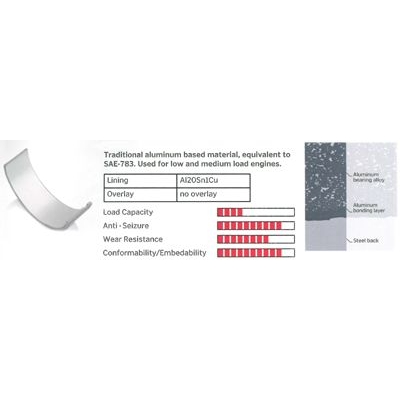 Traditional aluminum based material, equivalent to
SAE-783. Used for low and medium load engines.
Lining Al20Sn1Cu
Overlay no overlay
Load Capacity
Anti - Seizure
Wear Resistance
Conformability/Embedability
Aluminum
bearing alloy
Aluminum
bonding layer
Steel back